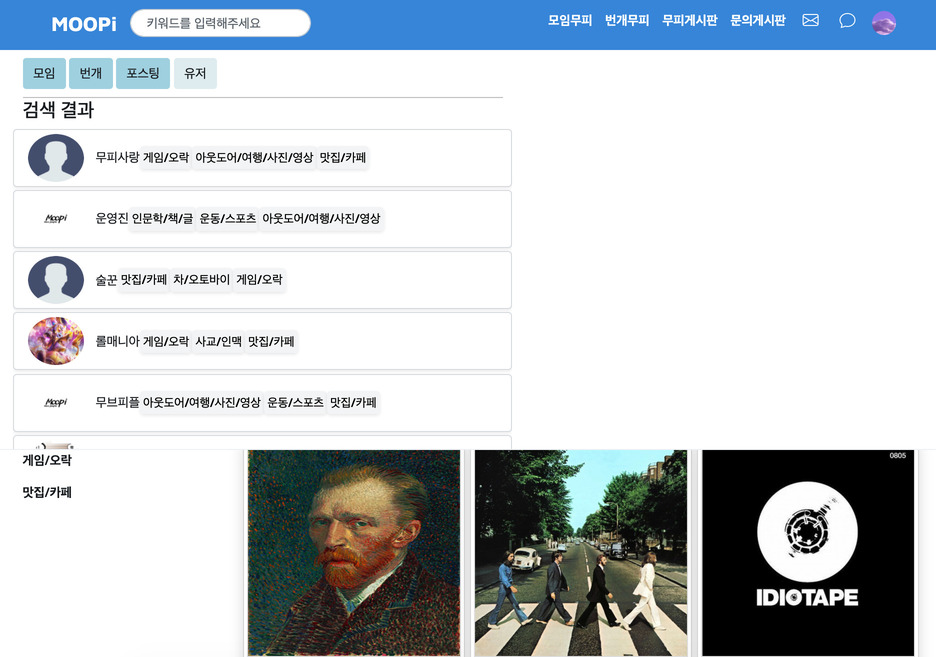 MOOPi 키워드를 입력해주세요 모임무피 번개무피 무피게시판 문의게시판
모임 번개 포스팅 유저
검색 결과
무피사랑 게임/오락 아웃도어/여행/사진/영상 맛집/카페
MOOPi 운영진 인문학/책/글 운동/스포츠 아웃도어/여행/사진/영상
술꾼 맛집/카페 차/오토바이 게임/오락
롤매니아 게임/오락 사교/인맥 맛집/카페
MOOPi 무브피플 아웃도어/여행/사진/영상 운동/스포츠 맛집/카페
게임/오락
맛집/카페
0805
IDIOTAPE